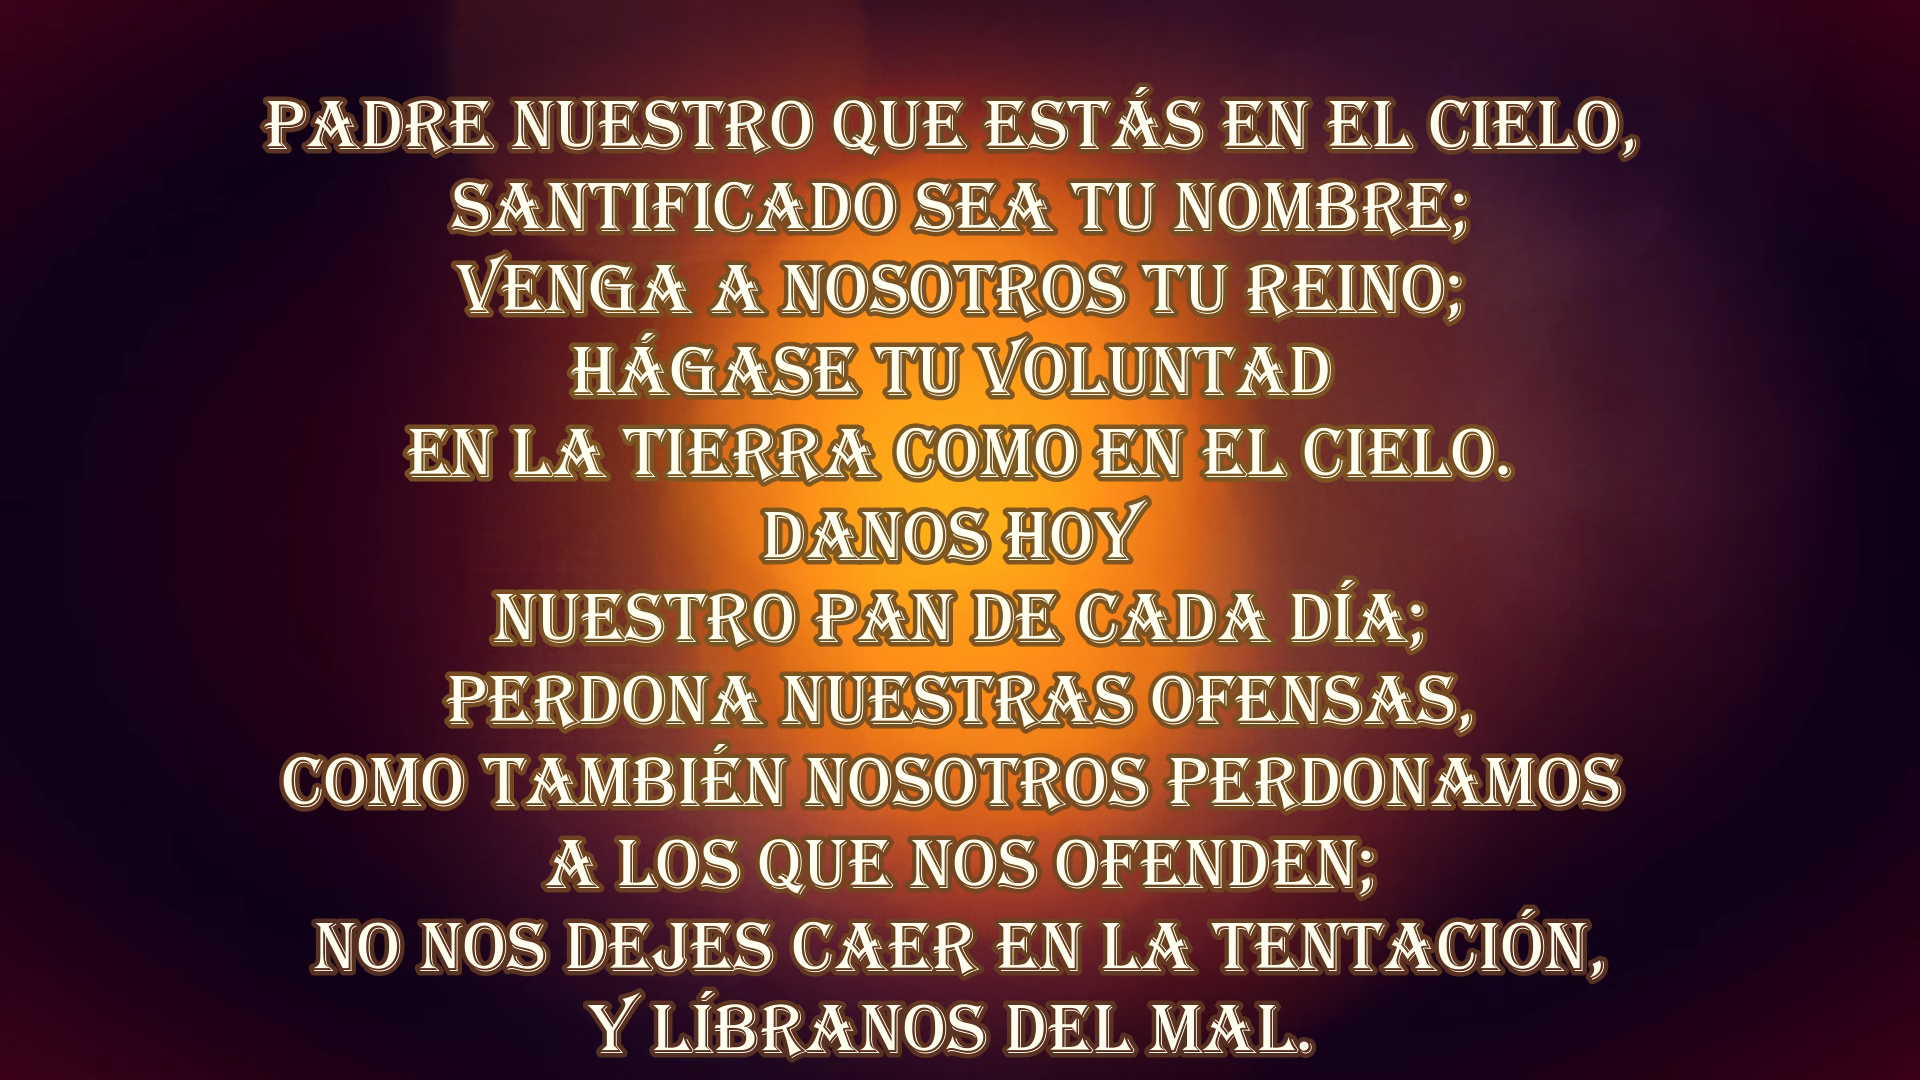 PADRE NUESTRO QUE ESTÁS EN EL CIELO,
SANTIFICADO SEA TU NOMBRE;
VENGA A NOSOTROS TU REINO;
HÁGASE TU VOLUNTAD
EN LA TIERRA COMO EN EL CIELO.
DANOS HOY
NUESTRO PAN DE CADA DÍA;
PERDONA NUESTRAS OFENSAS,
COMO TAMBIÉN NOSOTROS PERDONAMOS
A LOS QUE NOS OFENDEN;
NO NOS DEJES CAER EN LA TENTACIÓN,
Y LÍBRANOS DEL MAL.